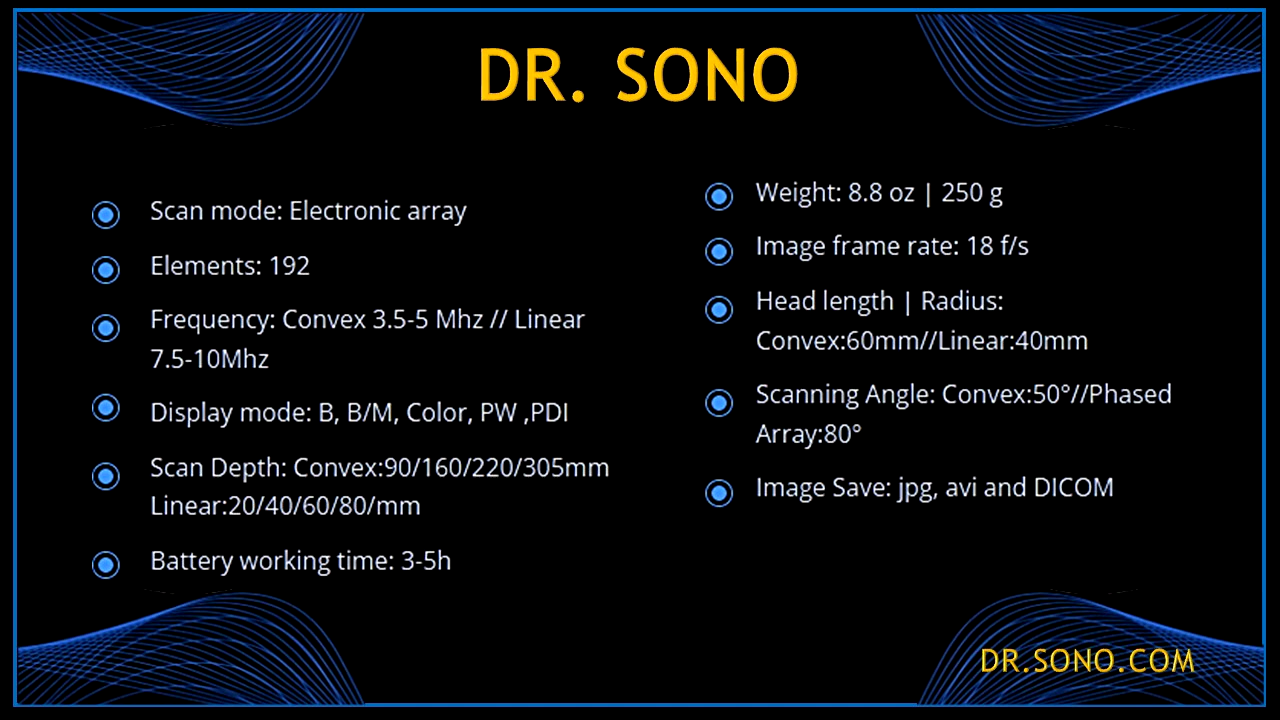 DR. SONO
Scan mode: Electronic array
Elements: 192
Frequency: Convex 3.5-5 Mhz // Linear
7.5-10Mhz
Display mode: B, B/M, Color, PW ,PDI
Scan Depth: Convex:90/160/220/305mm
Linear:20/40/60/80/mm
Battery working time: 3-5h
Weight: 8.8 oz | 250 g
Image frame rate: 18 f/s
Head length | Radius:
Convex:60mm//Linear:40mm
Scanning Angle: Convex:50°//Phased
Array:80°
Image Save: jpg, avi and DICOM
DR.SONO.COM